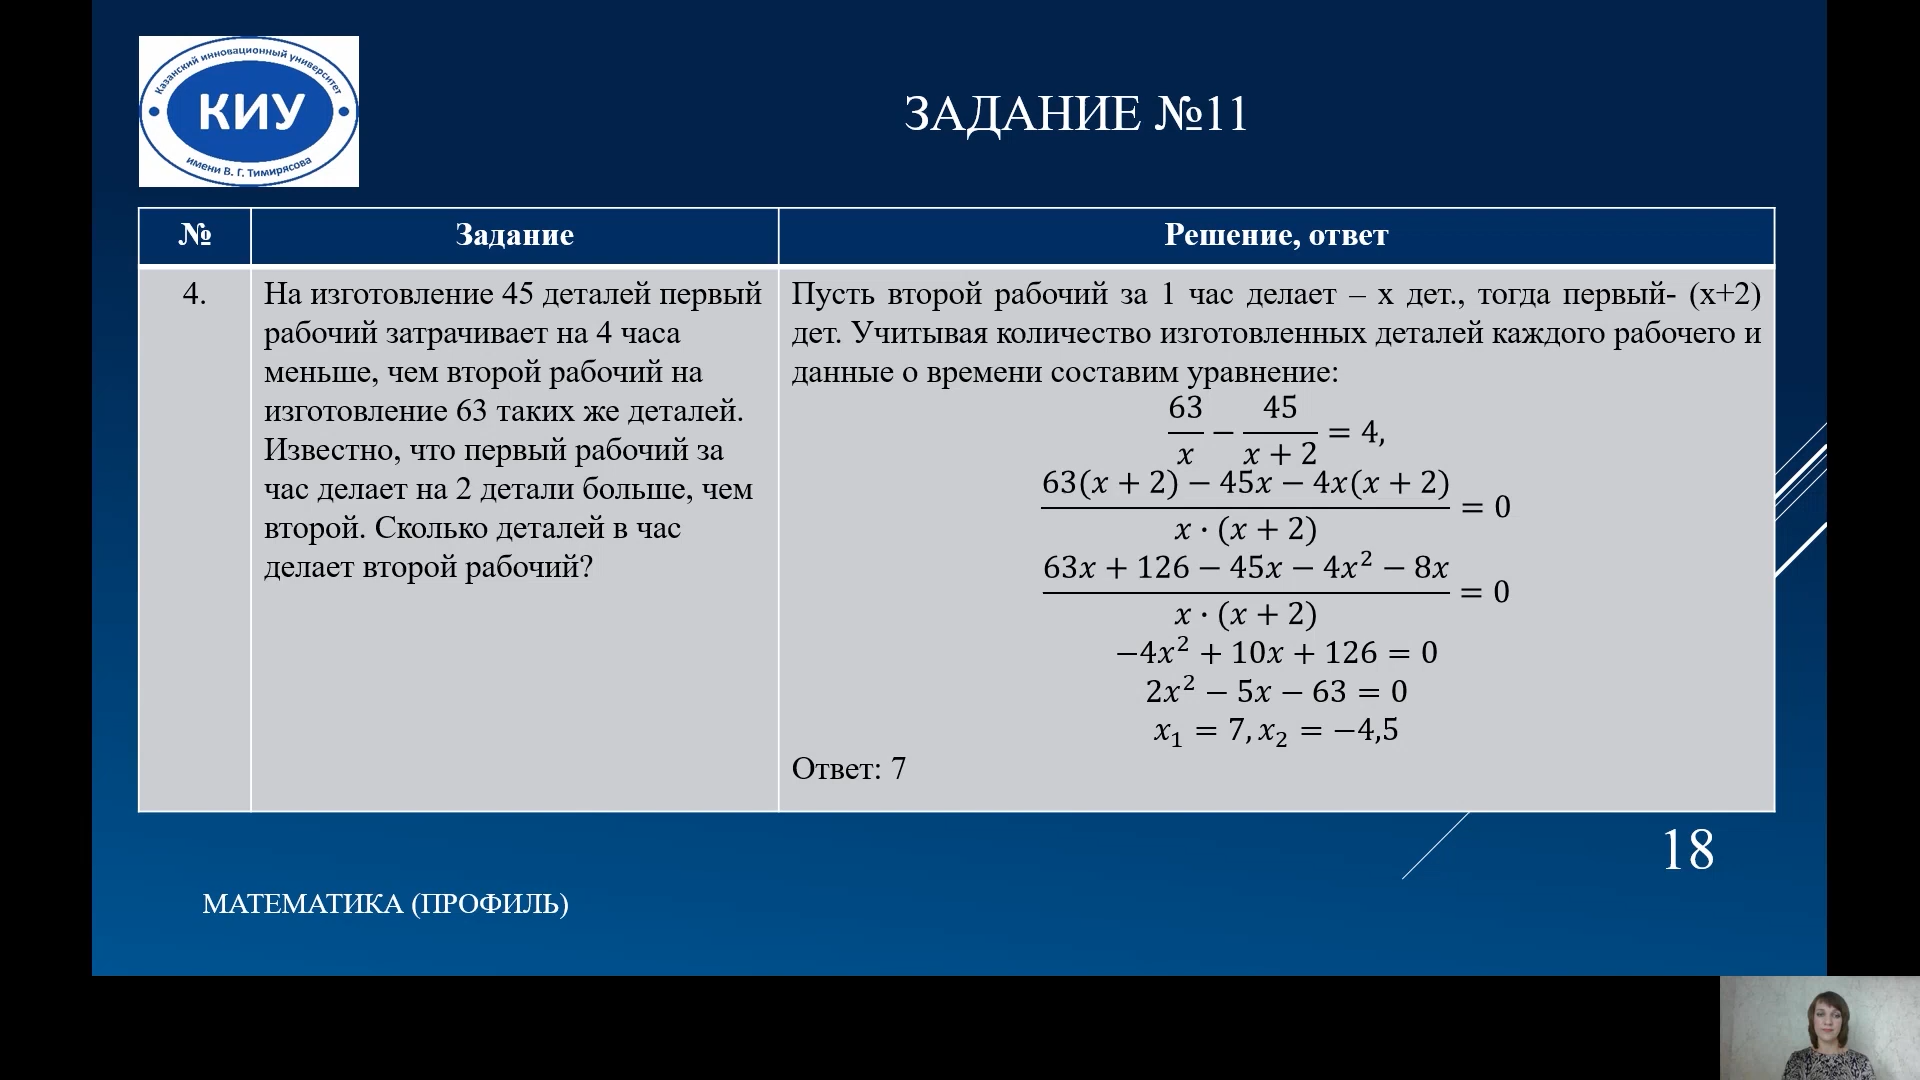 Казанский инновационный университет
КИУ
имени В. Г. Тимирясова
ЗАДАНИЕ №11
№
Задание
Решение, ответ
4.
На изготовление 45 деталей первый
рабочий затрачивает на 4 часа
меньше, чем второй рабочий на
изготовление 63 таких же деталей.
Известно, что первый рабочий за
час делает на 2 детали больше, чем
второй. Сколько деталей в час
делает второй рабочий?
Пусть второй рабочий за 1 час делает – х дет., тогда первый- (х+2)
дет. Учитывая количество изготовленных деталей каждого рабочего и
данные о времени составим уравнение:
63/x − 45/(x + 2) = 4,
(63(x + 2) − 45x − 4x(x + 2))/(x · (x + 2)) = 0
(63x + 126 − 45x − 4x² − 8x)/(x · (x + 2)) = 0
−4x² + 10x + 126 = 0
2x² − 5x − 63 = 0
x₁ = 7, x₂ = −4,5
Ответ: 7
18
МАТЕМАТИКА (ПРОФИЛЬ)